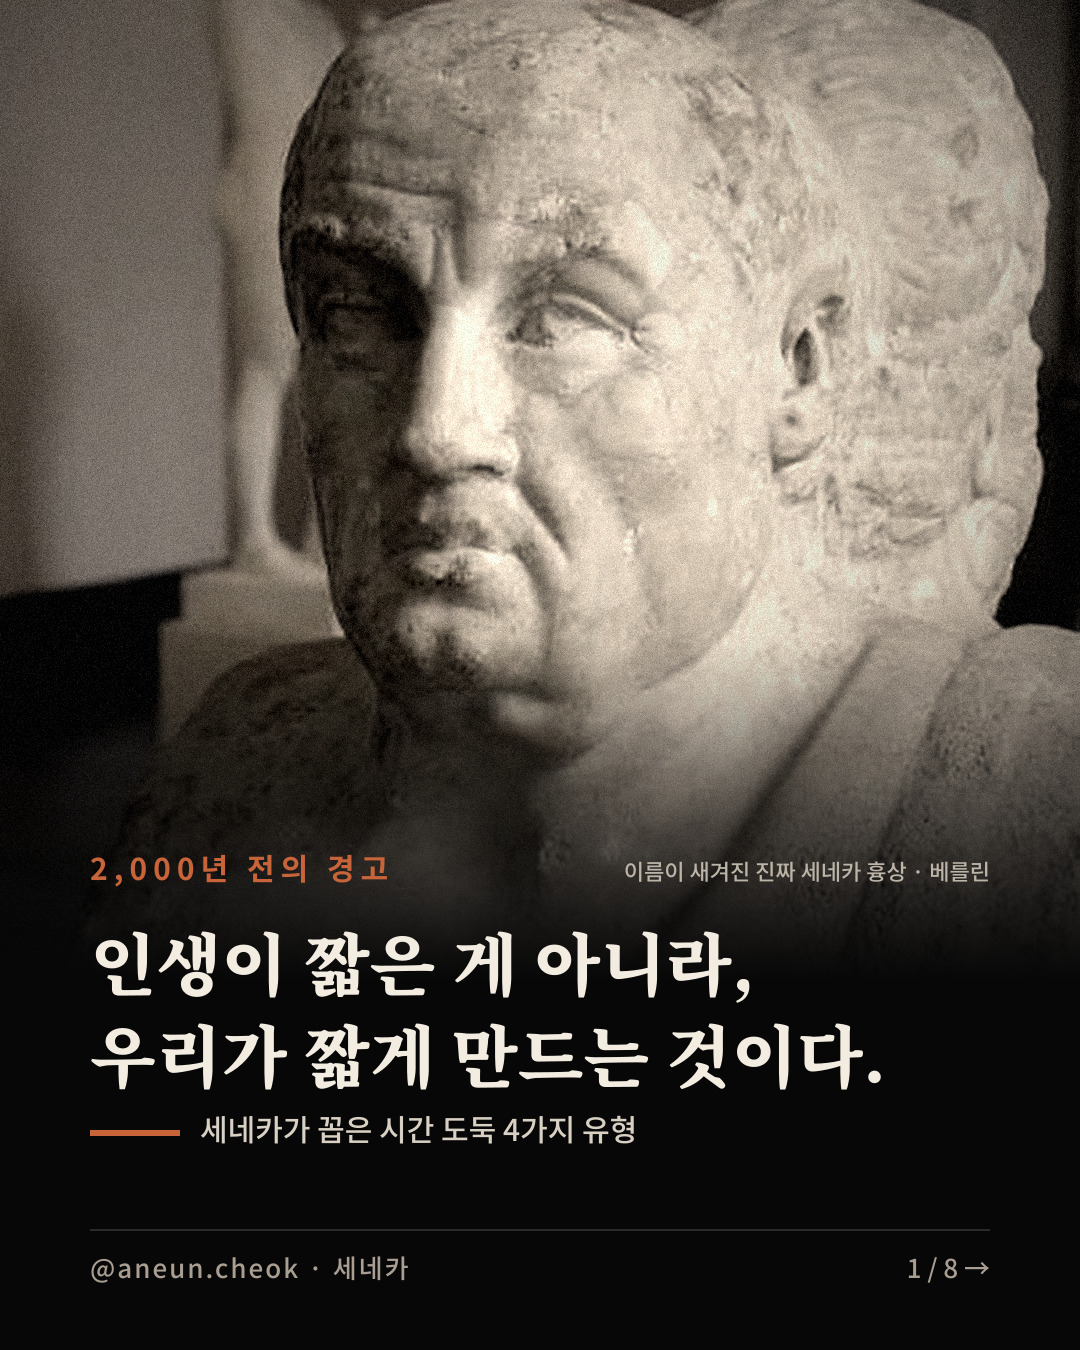 2,000년 전의 경고
이름이 새겨진 진짜 세네카 흉상 · 베를린
인생이 짧은 게 아니라,
우리가 짧게 만드는 것이다.
세네카가 꼽은 시간 도둑 4가지 유형
@aneun.cheok · 세네카
1 / 8 →